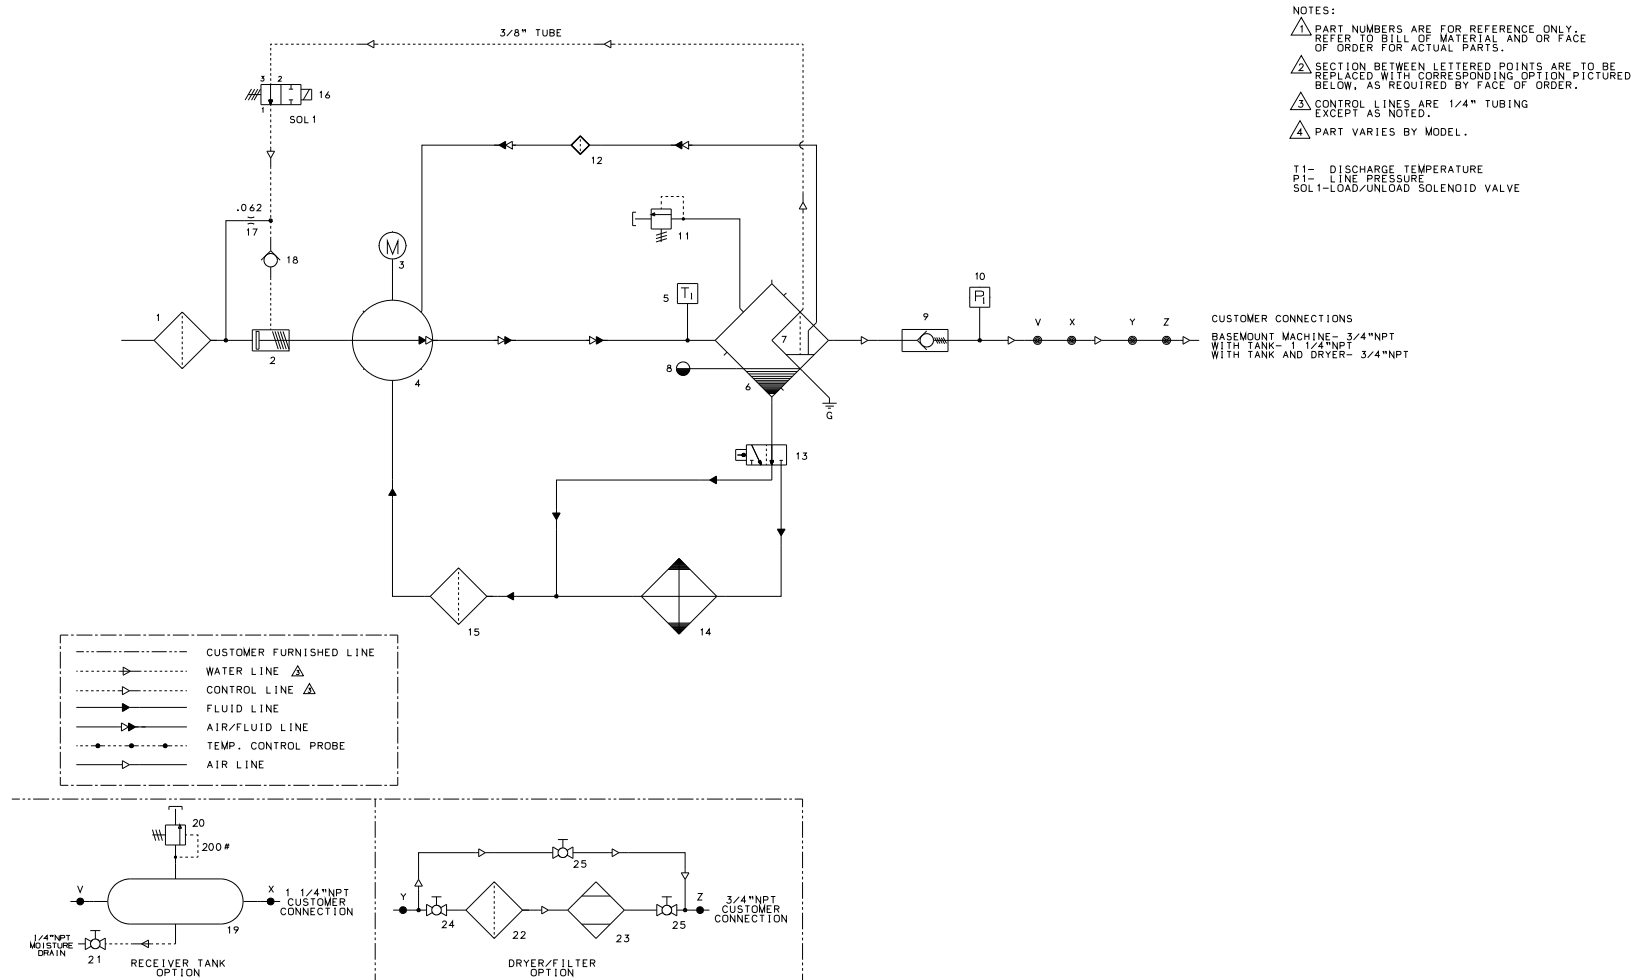 NOTES:
1 PART NUMBERS ARE FOR REFERENCE ONLY.
REFER TO BILL OF MATERIAL AND OR FACE
OF ORDER FOR ACTUAL PARTS.
2 SECTION BETWEEN LETTERED POINTS ARE TO BE
REPLACED WITH CORRESPONDING OPTION PICTURED
BELOW, AS REQUIRED BY FACE OF ORDER.
3 CONTROL LINES ARE 1/4" TUBING
EXCEPT AS NOTED.
4 PART VARIES BY MODEL.
T1- DISCHARGE TEMPERATURE
P1- LINE PRESSURE
SOL1-LOAD/UNLOAD SOLENOID VALVE
3/8" TUBE
3 2
16
1
SOL1
12
.062
17
11
18
M
3
10
P1
5
T1
1
2
4
7
9
V X Y Z
CUSTOMER CONNECTIONS
BASEMOUNT MACHINE- 3/4"NPT
WITH TANK- 1 1/4"NPT
WITH TANK AND DRYER- 3/4"NPT
8
6
G
13
15
14
CUSTOMER FURNISHED LINE
WATER LINE 3
CONTROL LINE 3
FLUID LINE
AIR/FLUID LINE
TEMP. CONTROL PROBE
AIR LINE
20
200#
V
X
1 1/4"NPT
CUSTOMER
CONNECTION
19
1/4"NPT
MOISTURE
DRAIN
21
RECEIVER TANK
OPTION
25
Y
Z
3/4"NPT
CUSTOMER
CONNECTION
24
22
23
25
DRYER/FILTER
OPTION